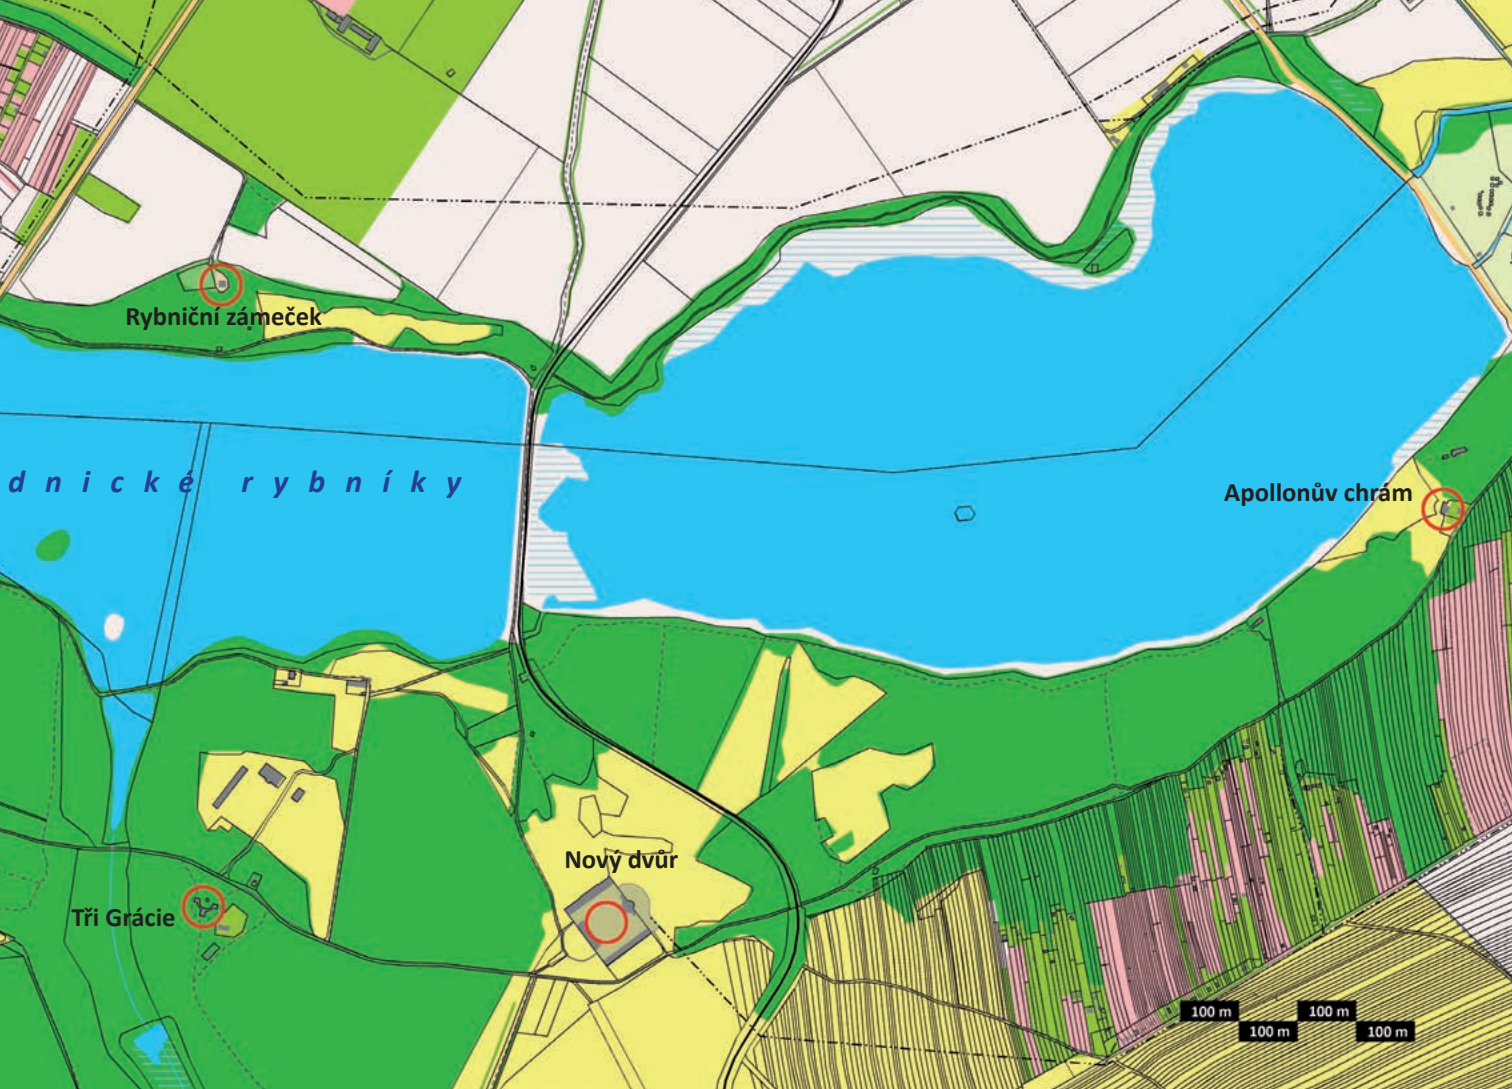 Rybniční zámeček
dnické rybníky
Apollonův chrám
Nový dvůr
Tři Grácie
100 m 100 m
100 m 100 m